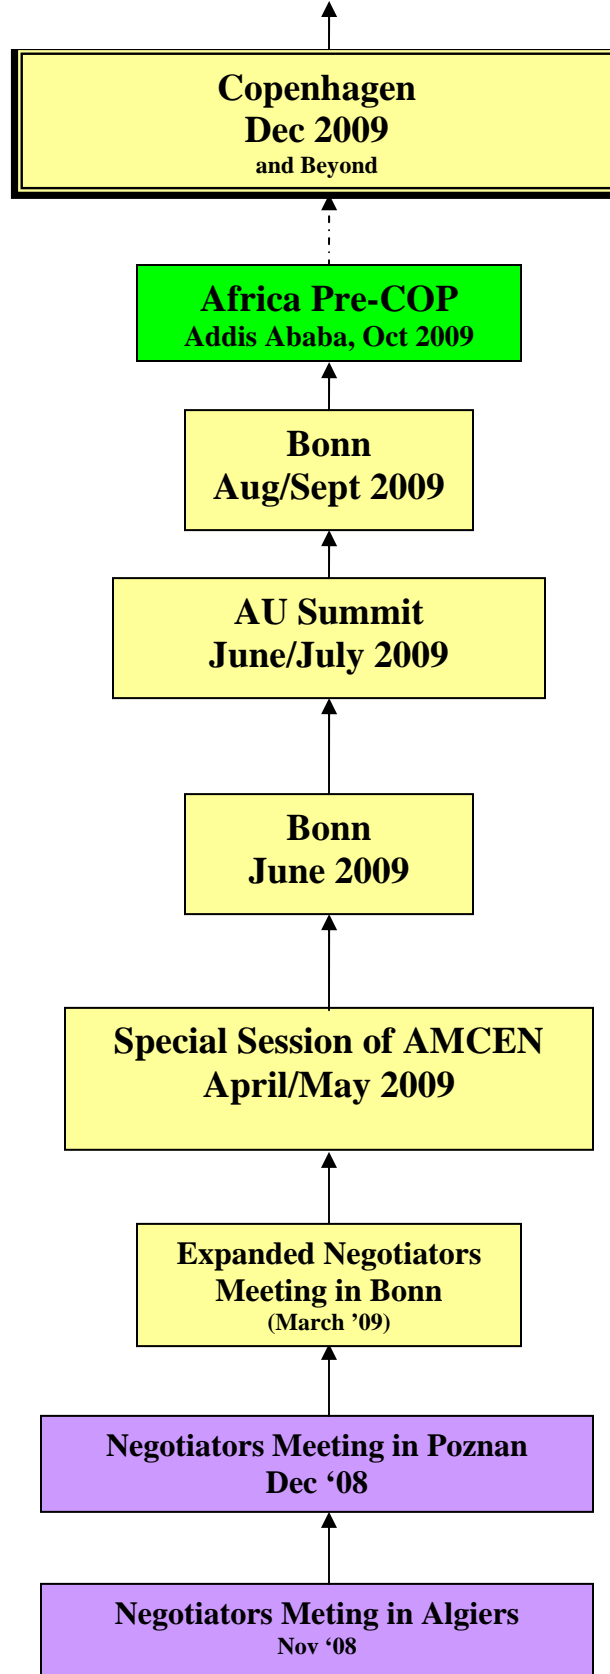 Copenhagen
Dec 2009
and Beyond
Africa Pre-COP
Addis Ababa, Oct 2009
Bonn
Aug/Sept 2009
AU Summit
June/July 2009
Bonn
June 2009
Special Session of AMCEN
April/May 2009
Expanded Negotiators
Meeting in Bonn
(March ’09)
Negotiators Meeting in Poznan
Dec ‘08
Negotiators Meting in Algiers
Nov ‘08